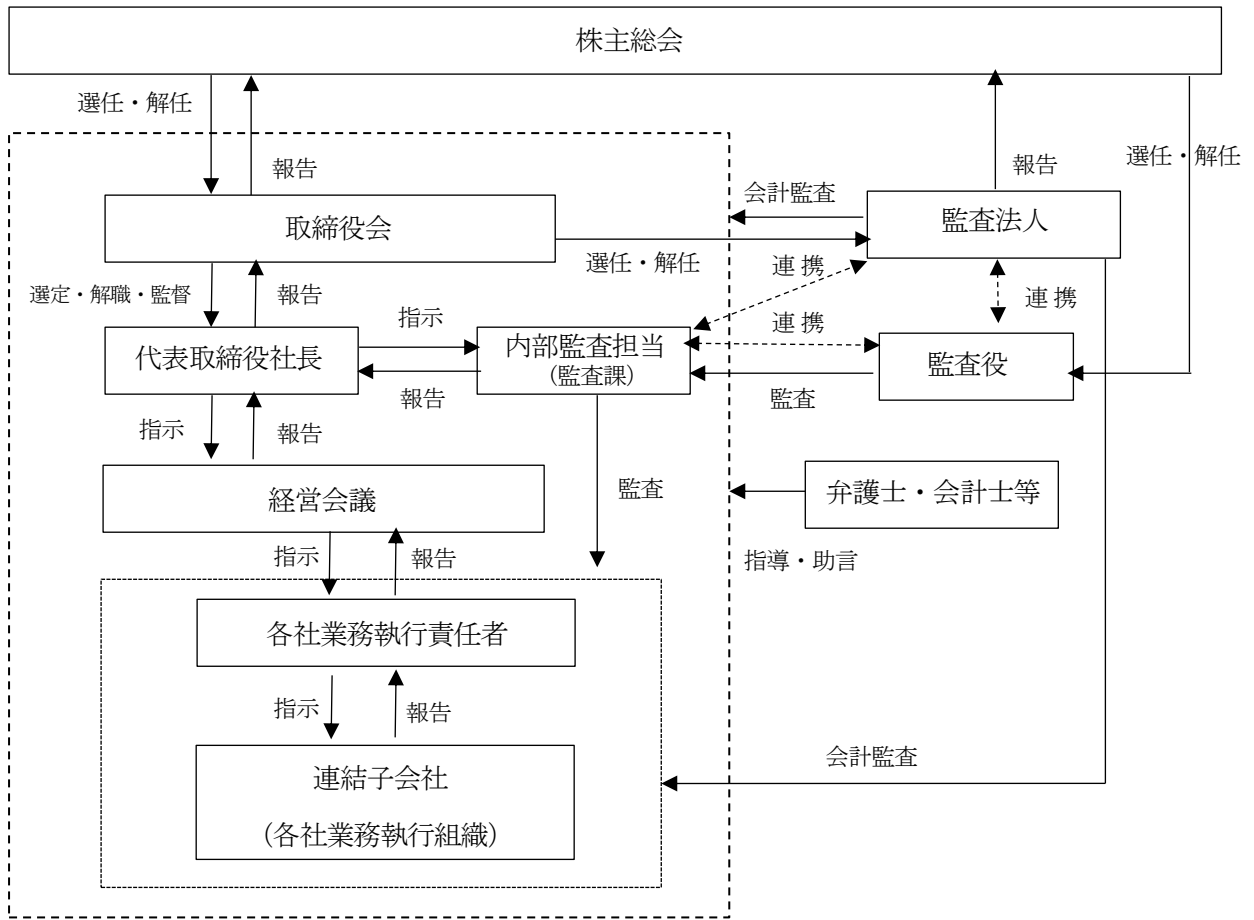 株主総会
選任・解任
報告
報告
選任・解任
取締役会
会計監査
監査法人
選任・解任
連 携
連 携
選定・解職・監督
報告
指示
連 携
代表取締役社長
内部監査担当
(監査課)
監査役
報告
監査
指示
報告
経営会議
監査
弁護士・会計士等
指示
報告
指導・助言
各社業務執行責任者
指示
報告
会計監査
連結子会社
(各社業務執行組織)